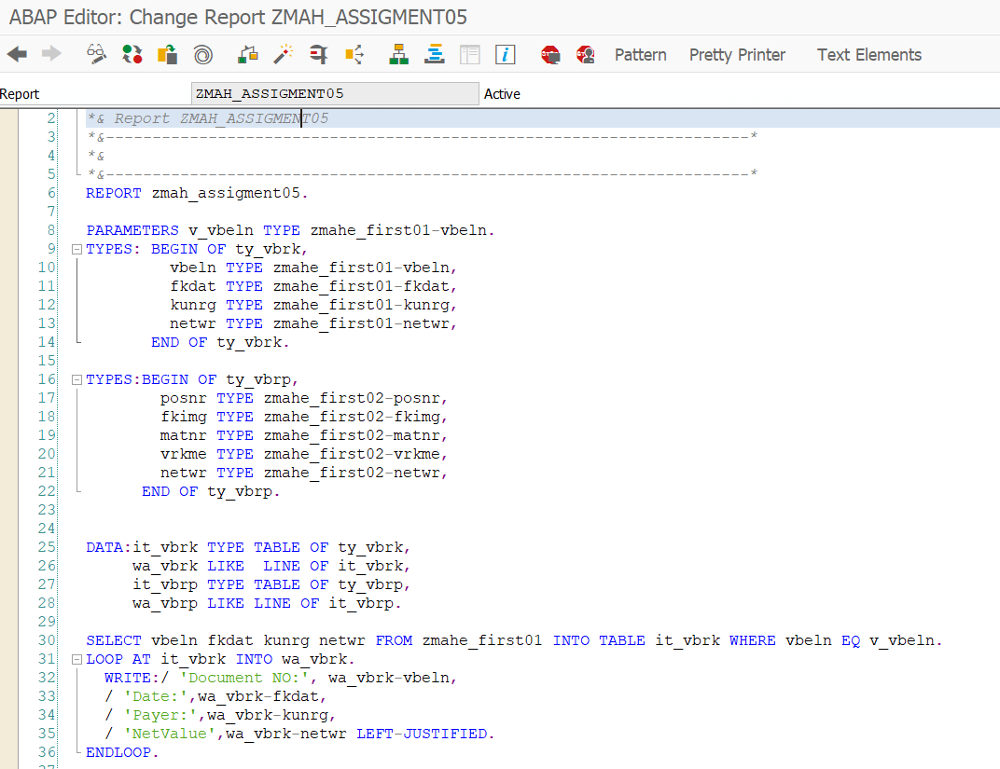 ABAP Editor: Change Report ZMAH_ASSIGMENT05
Pattern Pretty Printer Text Elements
Report ZMAH_ASSIGMENT05 Active
2 *& Report ZMAH_ASSIGMENT05
3 *&---------------------------------------------------------------------*
4 *&
5 *&---------------------------------------------------------------------*
6 REPORT zmah_assigment05.
7
8 PARAMETERS v_vbeln TYPE zmahe_first01-vbeln.
9 TYPES: BEGIN OF ty_vbrk,
10 vbeln TYPE zmahe_first01-vbeln,
11 fkdat TYPE zmahe_first01-fkdat,
12 kunrg TYPE zmahe_first01-kunrg,
13 netwr TYPE zmahe_first01-netwr,
14 END OF ty_vbrk.
15
16 TYPES:BEGIN OF ty_vbrp,
17 posnr TYPE zmahe_first02-posnr,
18 fkimg TYPE zmahe_first02-fkimg,
19 matnr TYPE zmahe_first02-matnr,
20 vrkme TYPE zmahe_first02-vrkme,
21 netwr TYPE zmahe_first02-netwr,
22 END OF ty_vbrp.
23
24
25 DATA:it_vbrk TYPE TABLE OF ty_vbrk,
26 wa_vbrk LIKE  LINE OF it_vbrk,
27 it_vbrp TYPE TABLE OF ty_vbrp,
28 wa_vbrp LIKE LINE OF it_vbrp.
29
30 SELECT vbeln fkdat kunrg netwr FROM zmahe_first01 INTO TABLE it_vbrk WHERE vbeln EQ v_vbeln.
31 LOOP AT it_vbrk INTO wa_vbrk.
32 WRITE:/ 'Document NO:', wa_vbrk-vbeln,
33 / 'Date:',wa_vbrk-fkdat,
34 / 'Payer:',wa_vbrk-kunrg,
35 / 'NetValue',wa_vbrk-netwr LEFT-JUSTIFIED.
36 ENDLOOP.